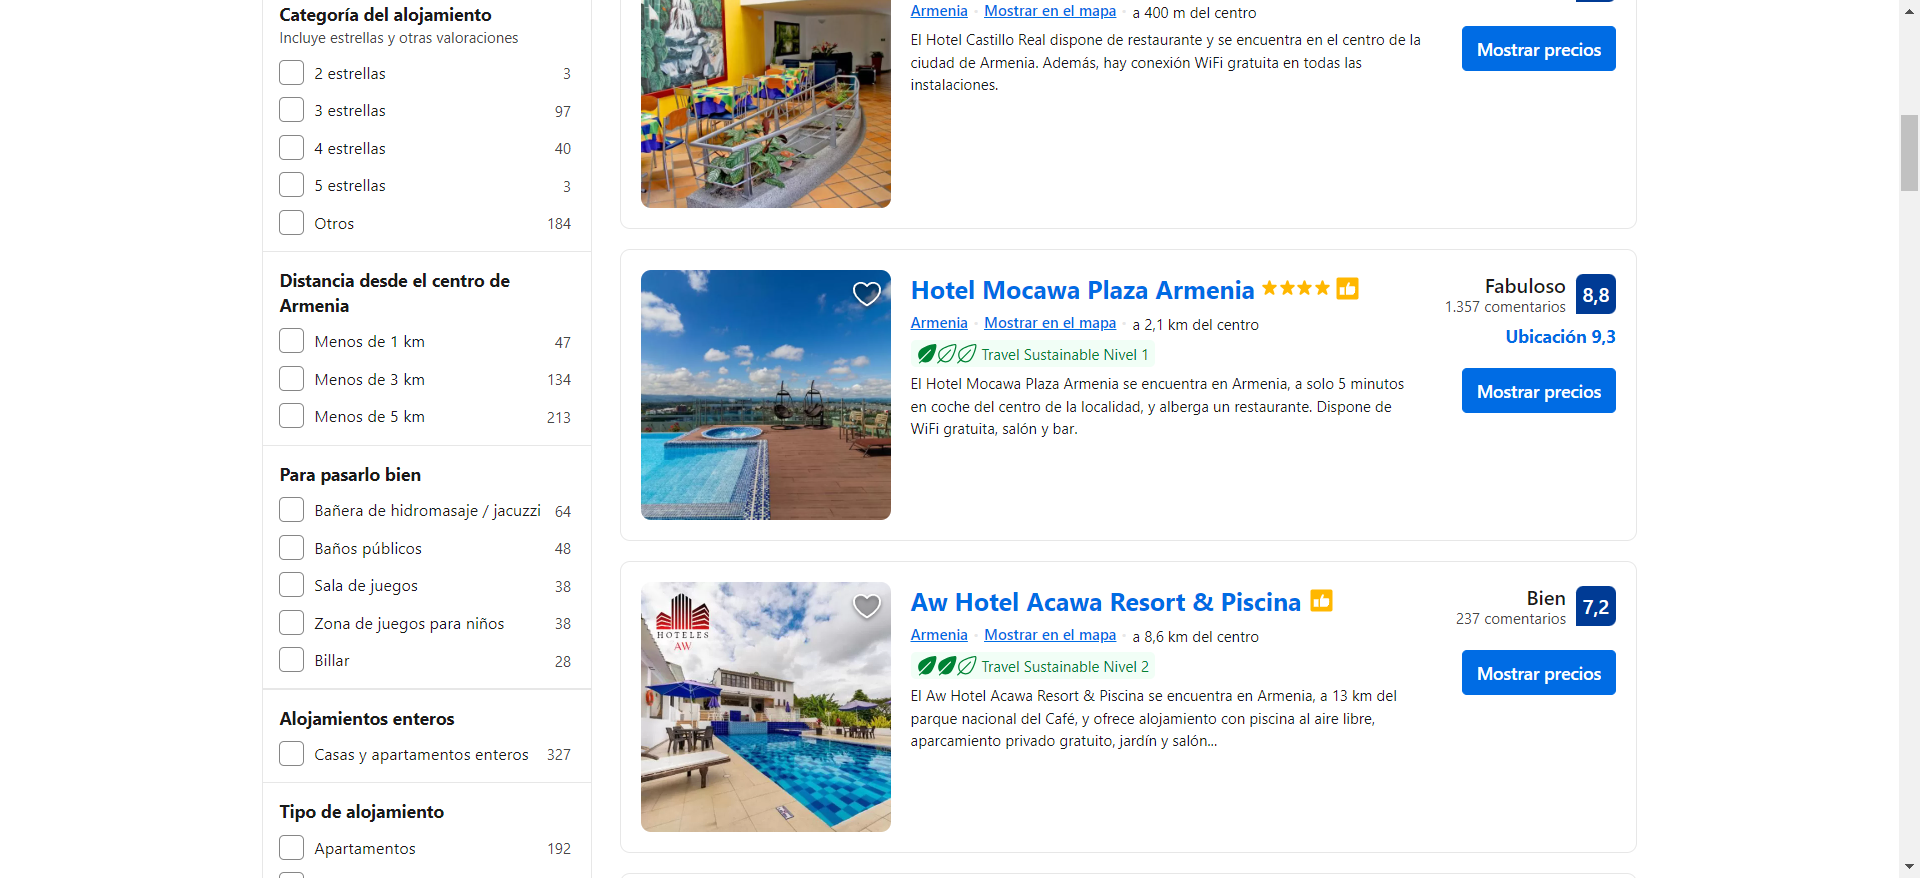 Categoría del alojamiento
Incluye estrellas y otras valoraciones
2 estrellas 3
3 estrellas 97
4 estrellas 40
5 estrellas 3
Otros 184
Distancia desde el centro de
Armenia
Menos de 1 km 47
Menos de 3 km 134
Menos de 5 km 213
Para pasarlo bien
Bañera de hidromasaje / jacuzzi 64
Baños públicos 48
Sala de juegos 38
Zona de juegos para niños 38
Billar 28
Alojamientos enteros
Casas y apartamentos enteros 327
Tipo de alojamiento
Apartamentos 192
Armenia · Mostrar en el mapa · a 400 m del centro
El Hotel Castillo Real dispone de restaurante y se encuentra en el centro de la
ciudad de Armenia. Además, hay conexión WiFi gratuita en todas las
instalaciones.
Mostrar precios
Hotel Mocawa Plaza Armenia
Armenia · Mostrar en el mapa · a 2,1 km del centro
Travel Sustainable Nivel 1
El Hotel Mocawa Plaza Armenia se encuentra en Armenia, a solo 5 minutos
en coche del centro de la localidad, y alberga un restaurante. Dispone de
WiFi gratuita, salón y bar.
Fabuloso 8,8
1.357 comentarios
Ubicación 9,3
Mostrar precios
HOTELES
AW
Aw Hotel Acawa Resort & Piscina
Armenia · Mostrar en el mapa · a 8,6 km del centro
Travel Sustainable Nivel 2
El Aw Hotel Acawa Resort & Piscina se encuentra en Armenia, a 13 km del
parque nacional del Café, y ofrece alojamiento con piscina al aire libre,
aparcamiento privado gratuito, jardín y salón...
Bien 7,2
237 comentarios
Mostrar precios